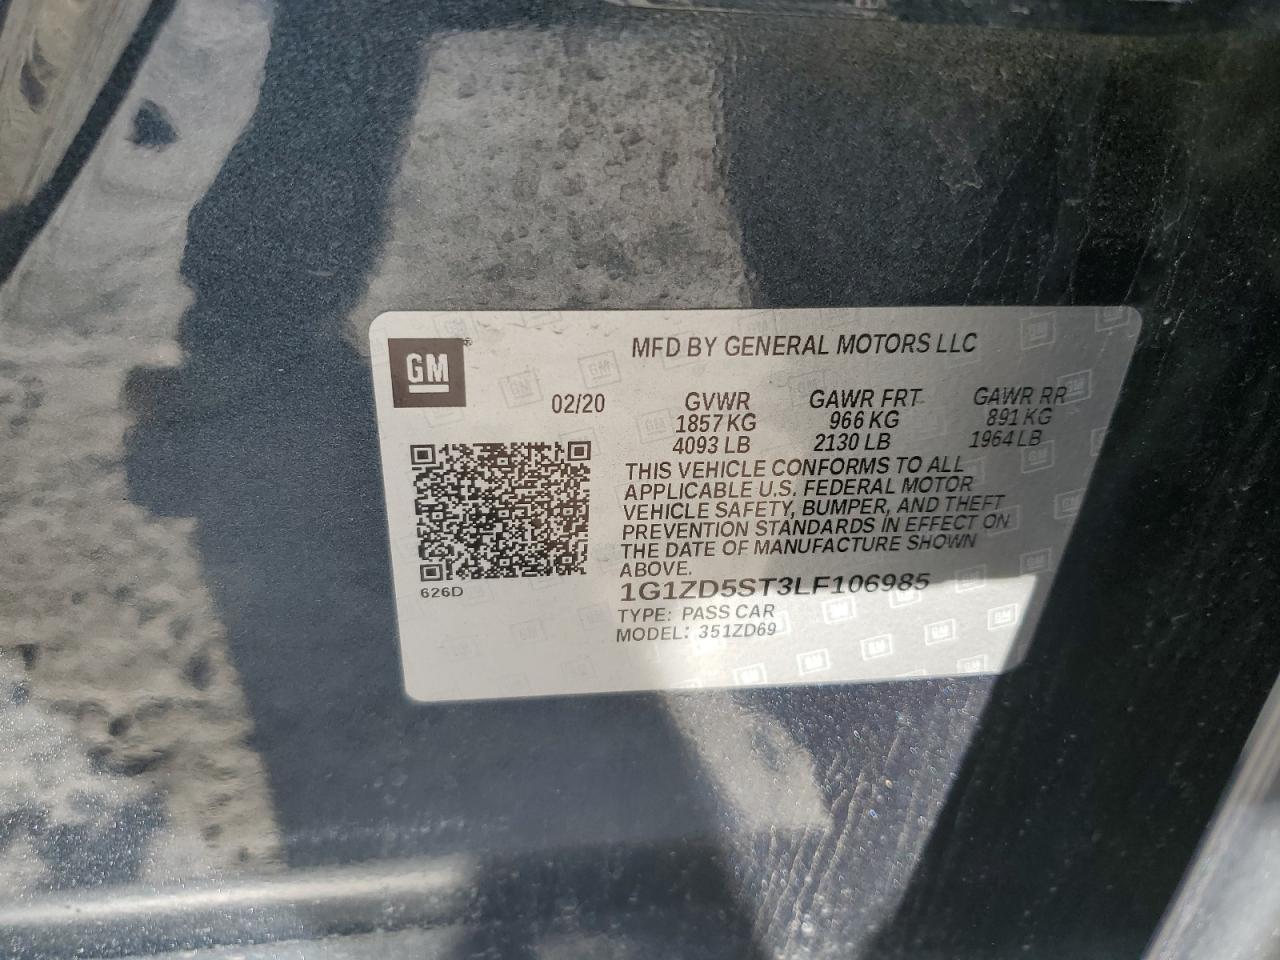 GM
MFD BY GENERAL MOTORS LLC
02/20 GVWR GAWR FRT GAWR RR
1857 KG 966 KG 891 KG
4093 LB 2130 LB 1964 LB
THIS VEHICLE CONFORMS TO ALL
APPLICABLE U.S. FEDERAL MOTOR
VEHICLE SAFETY, BUMPER, AND THEFT
PREVENTION STANDARDS IN EFFECT ON
THE DATE OF MANUFACTURE SHOWN
ABOVE.
626D
1G1ZD5ST3LF106985
TYPE: PASS CAR
MODEL: 351ZD69